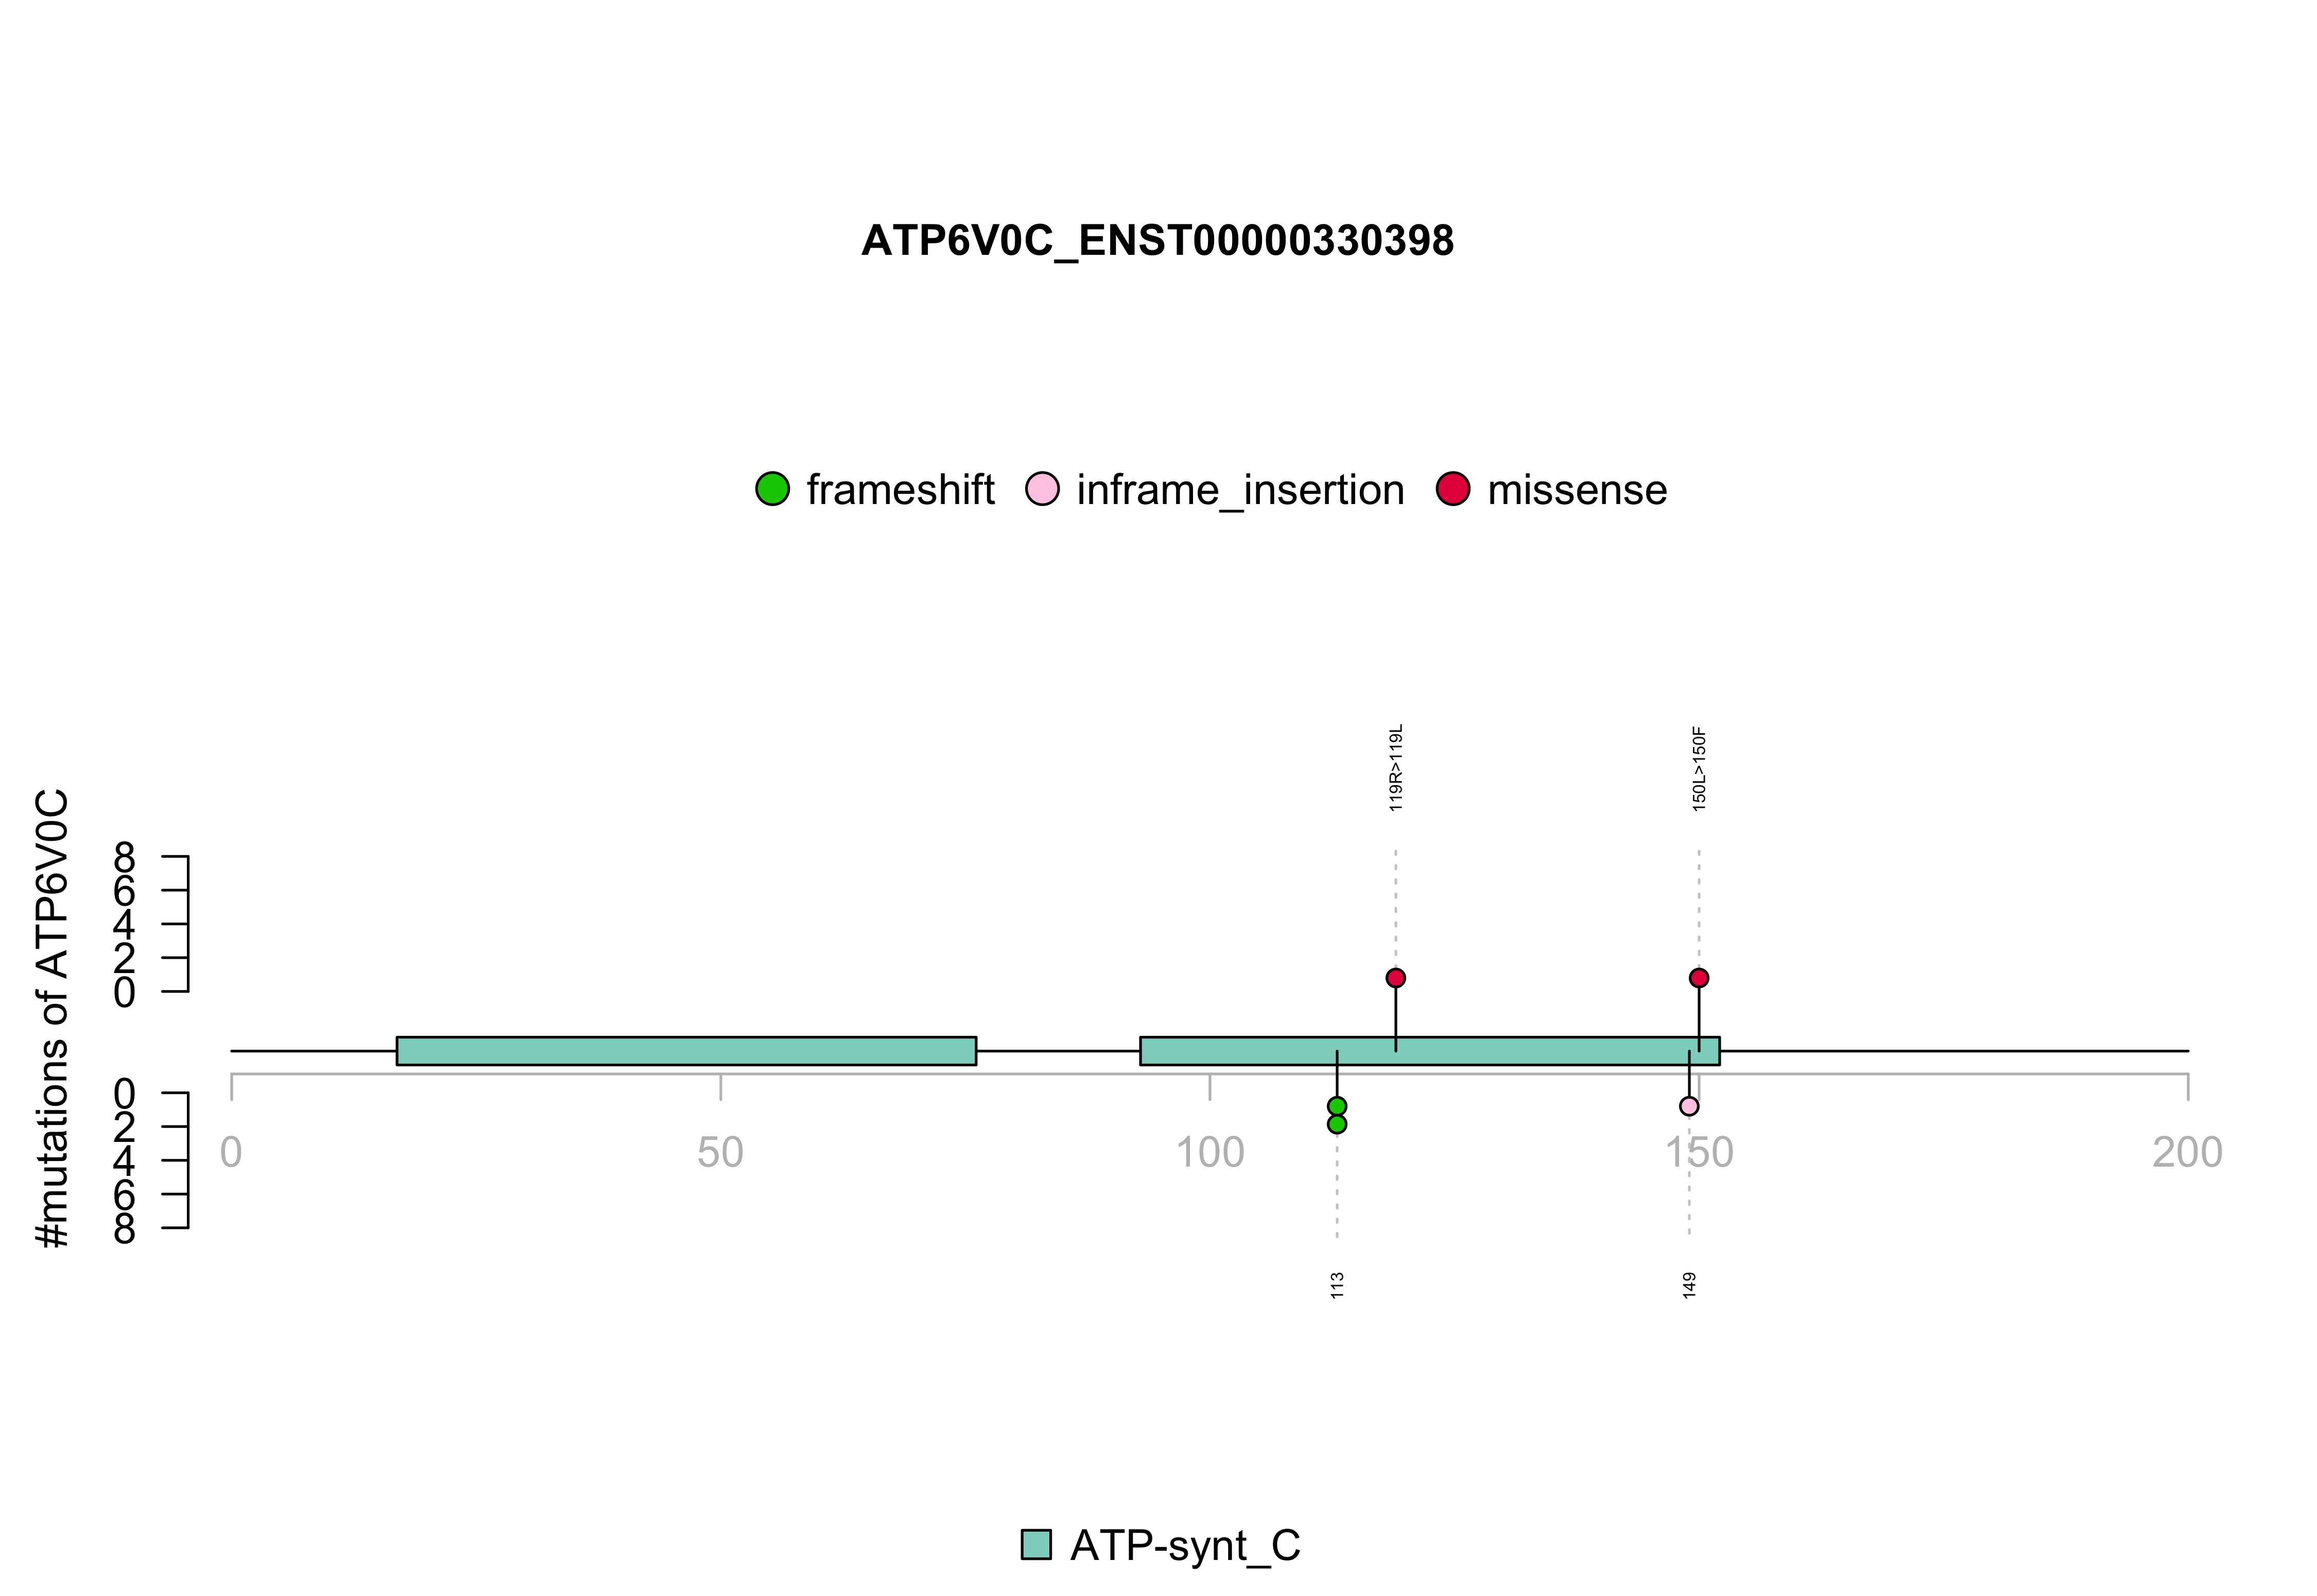 ATP6V0C_ENST00000330398
frameshift inframe_insertion missense
119R>119L
150L>150F
#mutations of ATP6V0C
8
6
4
2
0
0
2
4
6
8
0 50 100 150 200
113
149
ATP-synt_C